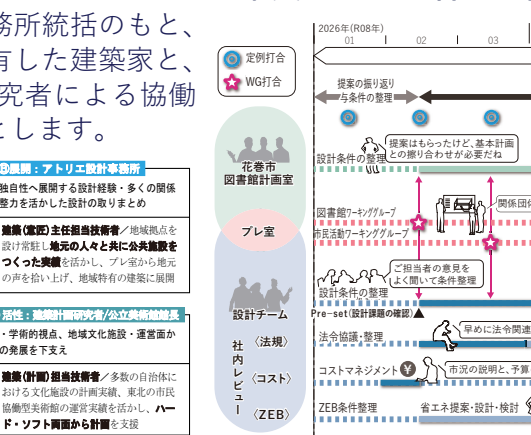 務所統括のもと、
有した建築家と、
究者による協働
とします。
展開：アトリエ設計事務所
独自性へ展開する設計経験・多くの関係
整力を活かした設計の取りまとめ
建築(意匠)主任担当技術者／地域拠点を
設け常駐し地元の人々と共に公共施設を
つくった実績を活かし、プレ室から地元
の声を拾い上げ、地域特有の建築に展開
活性：建築計画研究者/公立美術館館長
・学術的視点、地域文化施設・運営面か
の発展を下支え
建築(計画)担当技術者／多数の自治体に
おける文化施設の計画実績、東北の市民
協働型美術館の運営実績を活かし、ハー
ド・ソフト両面から計画を支援
定例打合
WG打合
花巻市
図書館計画室
プレ室
設計チーム
社内レビュー
〈法規〉
〈コスト〉
〈ZEB〉
2026年(R08年)
01
02
03
提案の振り返り
与条件の整理
設計条件の整理
提案はもらったけど、基本計画
との擦り合わせが必要だね
図書館ワーキンググループ
市民活動ワーキンググループ
関係団体
設計条件の整理
ご担当者の意見を
よく聞いて条件整理
Pre-set(設計課題の確認)
法令協議・整理
早めに法令関連
コストマネジメント
¥
市況の説明と、予算
ZEB条件整理
省エネ提案・設計・検討